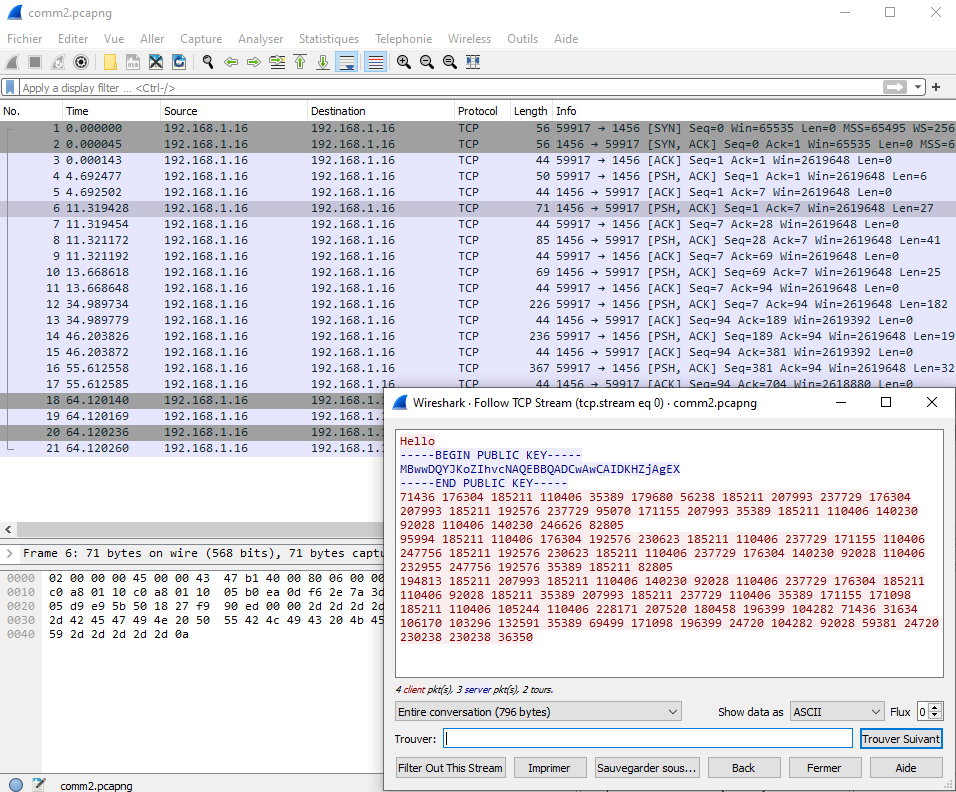 comm2.pcapng
Fichier Editer Vue Aller Capture Analyser Statistiques Telephonie Wireless Outils Aide
Apply a display filter ... <Ctrl-/>
No. Time Source Destination Protocol Length Info
1 0.000000 192.168.1.16 192.168.1.16 TCP 56 59917 → 1456 [SYN] Seq=0 Win=65535 Len=0 MSS=65495 WS=256
2 0.000045 192.168.1.16 192.168.1.16 TCP 56 1456 → 59917 [SYN, ACK] Seq=0 Ack=1 Win=65535 Len=0 MSS=6
3 0.000143 192.168.1.16 192.168.1.16 TCP 44 59917 → 1456 [ACK] Seq=1 Ack=1 Win=2619648 Len=0
4 4.692477 192.168.1.16 192.168.1.16 TCP 50 59917 → 1456 [PSH, ACK] Seq=1 Ack=1 Win=2619648 Len=6
5 4.692502 192.168.1.16 192.168.1.16 TCP 44 1456 → 59917 [ACK] Seq=1 Ack=7 Win=2619648 Len=0
6 11.319428 192.168.1.16 192.168.1.16 TCP 71 1456 → 59917 [PSH, ACK] Seq=1 Ack=7 Win=2619648 Len=27
7 11.319454 192.168.1.16 192.168.1.16 TCP 44 59917 → 1456 [ACK] Seq=7 Ack=28 Win=2619648 Len=0
8 11.321172 192.168.1.16 192.168.1.16 TCP 85 1456 → 59917 [PSH, ACK] Seq=28 Ack=7 Win=2619648 Len=41
9 11.321192 192.168.1.16 192.168.1.16 TCP 44 59917 → 1456 [ACK] Seq=7 Ack=69 Win=2619648 Len=0
10 13.668618 192.168.1.16 192.168.1.16 TCP 69 1456 → 59917 [PSH, ACK] Seq=69 Ack=7 Win=2619648 Len=25
11 13.668648 192.168.1.16 192.168.1.16 TCP 44 59917 → 1456 [ACK] Seq=7 Ack=94 Win=2619648 Len=0
12 34.989734 192.168.1.16 192.168.1.16 TCP 226 59917 → 1456 [PSH, ACK] Seq=7 Ack=94 Win=2619648 Len=182
13 34.989779 192.168.1.16 192.168.1.16 TCP 44 1456 → 59917 [ACK] Seq=94 Ack=189 Win=2619392 Len=0
14 46.203826 192.168.1.16 192.168.1.16 TCP 236 59917 → 1456 [PSH, ACK] Seq=189 Ack=94 Win=2619648 Len=19
15 46.203872 192.168.1.16 192.168.1.16 TCP 44 1456 → 59917 [ACK] Seq=94 Ack=381 Win=2619392 Len=0
16 55.612558 192.168.1.16 192.168.1.16 TCP 367 59917 → 1456 [PSH, ACK] Seq=381 Ack=94 Win=2619648 Len=32
17 55.612585 192.168.1.16 192.168.1.16 TCP 44 1456 → 59917 [ACK] Seq=94 Ack=704 Win=2618880 Len=0
18 64.120140 192.168.1.16 192.168.1.1
19 64.120169 192.168.1.16 192.168.1.1
20 64.120236 192.168.1.16 192.168.1.1
21 64.120260 192.168.1.16 192.168.1.1
Frame 6: 71 bytes on wire (568 bits), 71 bytes captu
0000 02 00 00 00 45 00 00 43 47 b1 40 00 80 06 00 00
0010 c0 a8 01 10 c0 a8 01 10 05 b0 ea 0d f6 2e 7a 3d
0020 05 d9 e9 5b 50 18 27 f9 90 ed 00 00 2d 2d 2d 2d
0030 2d 42 45 47 49 4e 20 50 55 42 4c 49 43 20 4b 45
0040 59 2d 2d 2d 2d 2d 0a
comm2.pcapng
Wireshark · Follow TCP Stream (tcp.stream eq 0) · comm2.pcapng
Hello
-----BEGIN PUBLIC KEY-----
MBwwDQYJKoZIhvcNAQEBBQADCwAwCAIDKHZjAgEX
-----END PUBLIC KEY-----
71436 176304 185211 110406 35389 179680 56238 185211 207993 237729 176304
207993 185211 192576 237729 95070 171155 207993 35389 185211 110406 140230
92028 110406 140230 246626 82805
95994 185211 110406 176304 192576 230623 185211 110406 237729 171155 110406
247756 185211 192576 230623 185211 110406 237729 176304 140230 92028 110406
232955 247756 192576 35389 185211 82805
194813 185211 207993 185211 110406 140230 92028 110406 237729 176304 185211
110406 92028 185211 35389 207993 185211 237729 110406 35389 171155 171098
185211 110406 105244 110406 228171 207520 180458 196399 104282 71436 31634
106170 103296 132591 35389 69499 171098 196399 24720 104282 92028 59381 24720
230238 230238 36350
4 client pkt(s), 3 server pkt(s), 2 tours.
Entire conversation (796 bytes) Show data as ASCII Flux 0
Trouver: Trouver Suivant
Filter Out This Stream Imprimer Sauvegarder sous... Back Fermer Aide